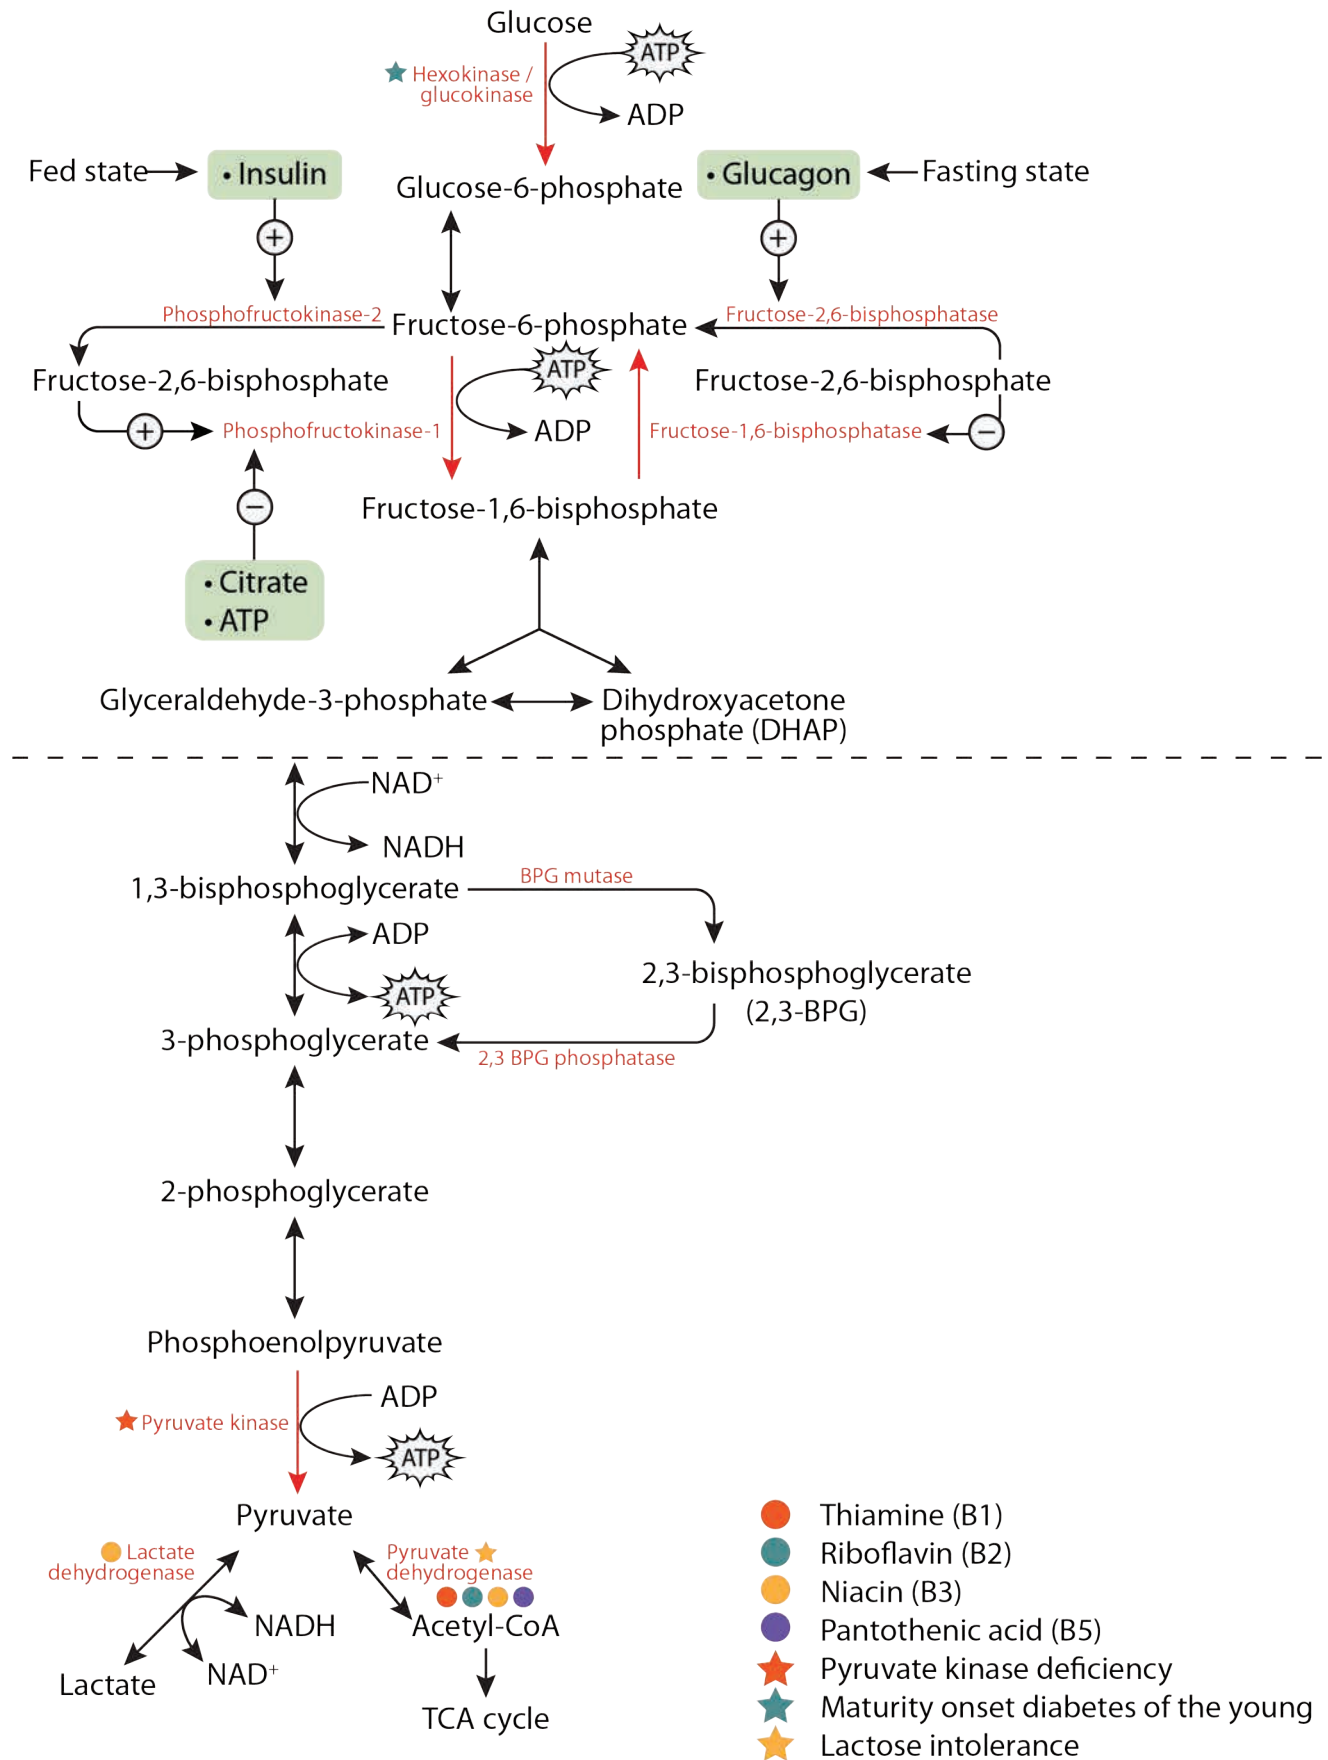 Glucose
ATP
★ Hexokinase /
glucokinase
ADP
Fed state
• Insulin
Glucose-6-phosphate
• Glucagon
Fasting state
+
+
Phosphofructokinase-2
Fructose-6-phosphate
Fructose-2,6-bisphosphatase
ATP
Fructose-2,6-bisphosphate
Fructose-2,6-bisphosphate
+
Phosphofructokinase-1
ADP
Fructose-1,6-bisphosphatase
−
−
Fructose-1,6-bisphosphate
• Citrate
• ATP
Glyceraldehyde-3-phosphate
Dihydroxyacetone
phosphate (DHAP)
NAD⁺
NADH
1,3-bisphosphoglycerate
BPG mutase
ADP
2,3-bisphosphoglycerate
(2,3-BPG)
ATP
3-phosphoglycerate
2,3 BPG phosphatase
2-phosphoglycerate
Phosphoenolpyruvate
ADP
★ Pyruvate kinase
ATP
Pyruvate
Lactate
dehydrogenase
Pyruvate ★
dehydrogenase
NADH
Acetyl-CoA
NAD⁺
Lactate
TCA cycle
Thiamine (B1)
Riboflavin (B2)
Niacin (B3)
Pantothenic acid (B5)
★ Pyruvate kinase deficiency
★ Maturity onset diabetes of the young
★ Lactose intolerance